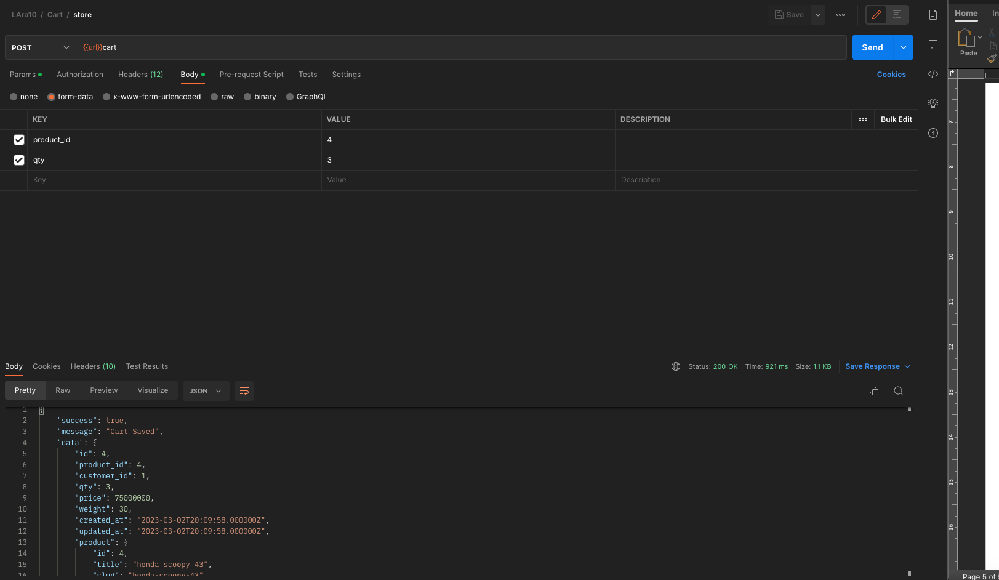 LAra10 / Cart / store
Save
POST
{{url}}cart
Send
Params
Authorization
Headers (12)
Body
Pre-request Script
Tests
Settings
Cookies
none
form-data
x-www-form-urlencoded
raw
binary
GraphQL
KEY
VALUE
DESCRIPTION
Bulk Edit
product_id
4
qty
3
Key
Value
Description
Body
Cookies
Headers (10)
Test Results
Status: 200 OK
Time: 921 ms
Size: 1.1 KB
Save Response
Pretty
Raw
Preview
Visualize
JSON
1 {
2 "success": true,
3 "message": "Cart Saved",
4 "data": {
5 "id": 4,
6 "product_id": 4,
7 "customer_id": 1,
8 "qty": 3,
9 "price": 75000000,
10 "weight": 30,
11 "created_at": "2023-03-02T20:09:58.000000Z",
12 "updated_at": "2023-03-02T20:09:58.000000Z",
13 "product": {
14 "id": 4,
15 "title": "honda scoopy 43",
16 "slug": "honda-scoopy-43"
Home
In
Paste
7
8
9
10
11
12
13
14
15
16
Page 5 of